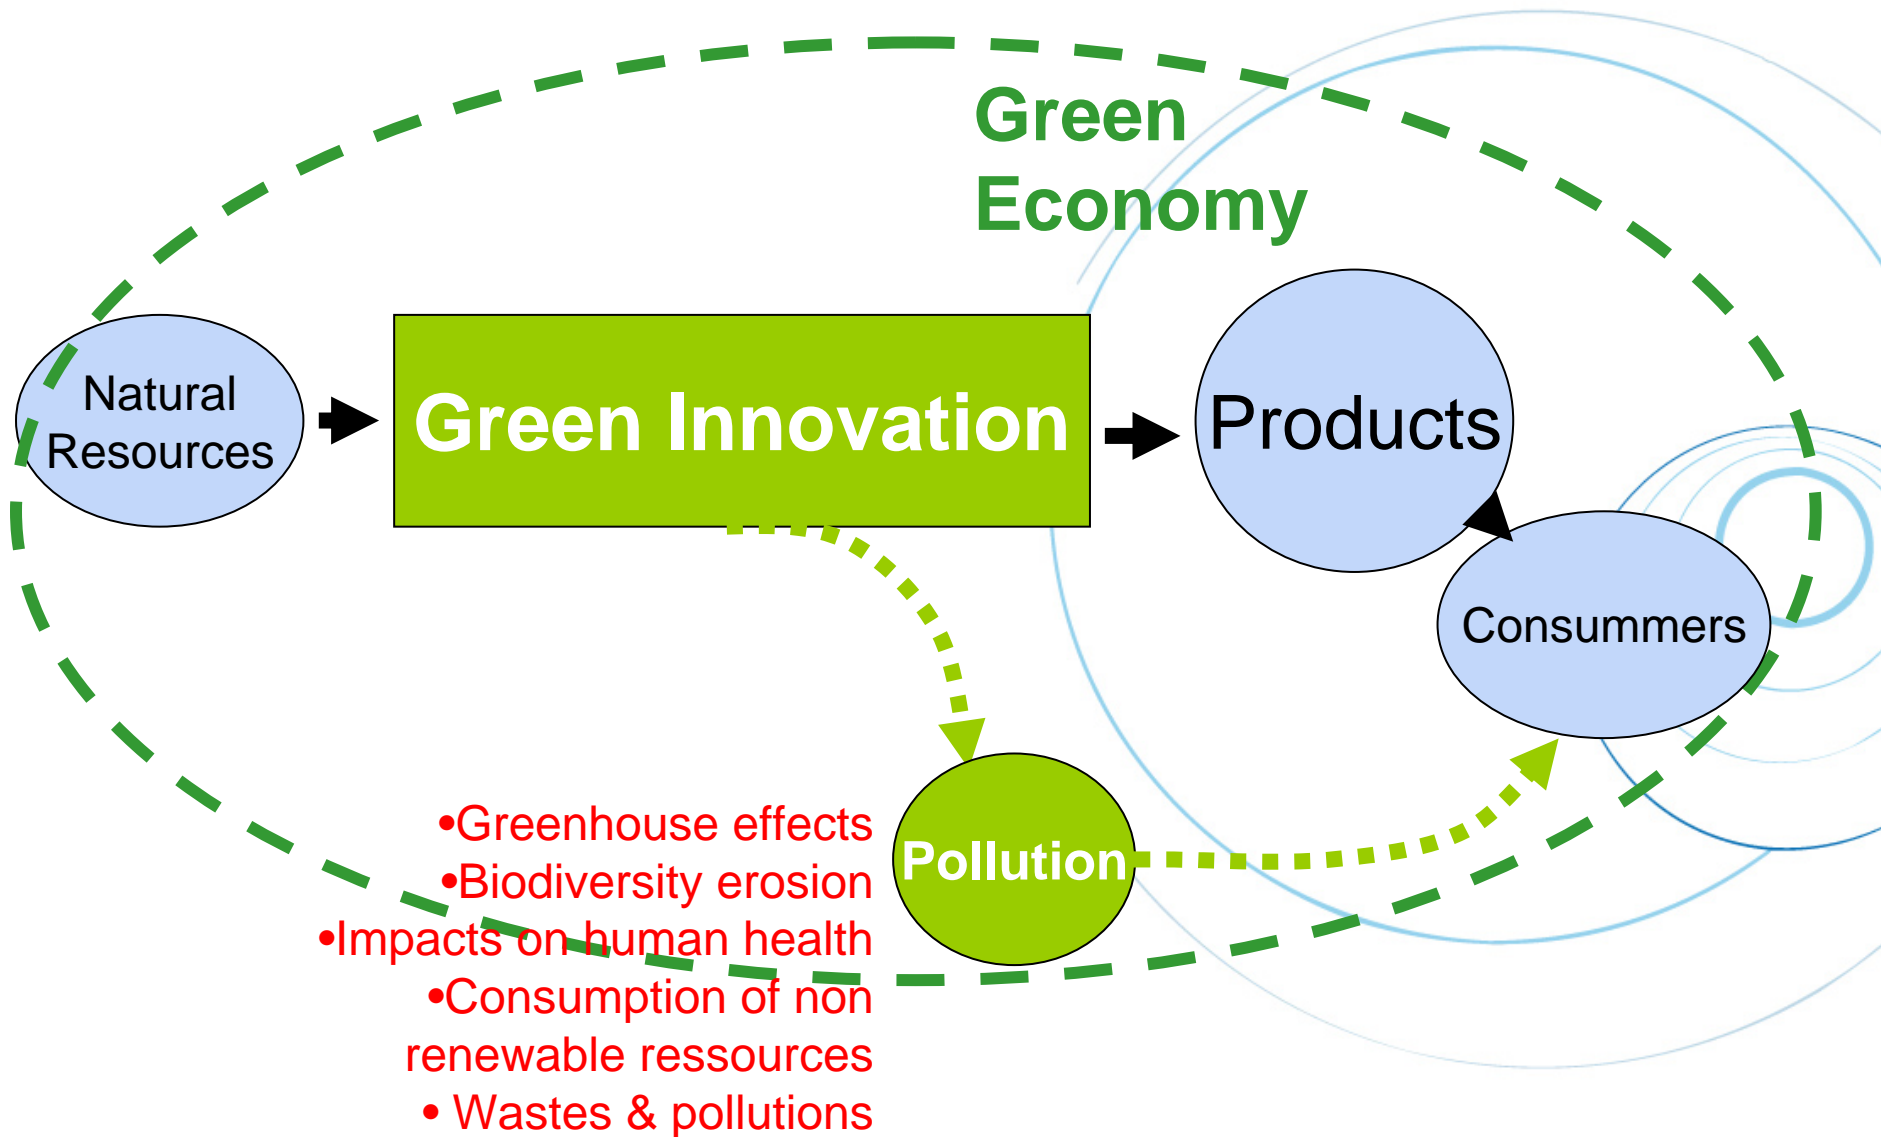 Green
Economy
Natural
Resources
Green Innovation
Products
Consummers
Pollution
•Greenhouse effects
•Biodiversity erosion
•Impacts on human health
•Consumption of non
renewable ressources
• Wastes & pollutions